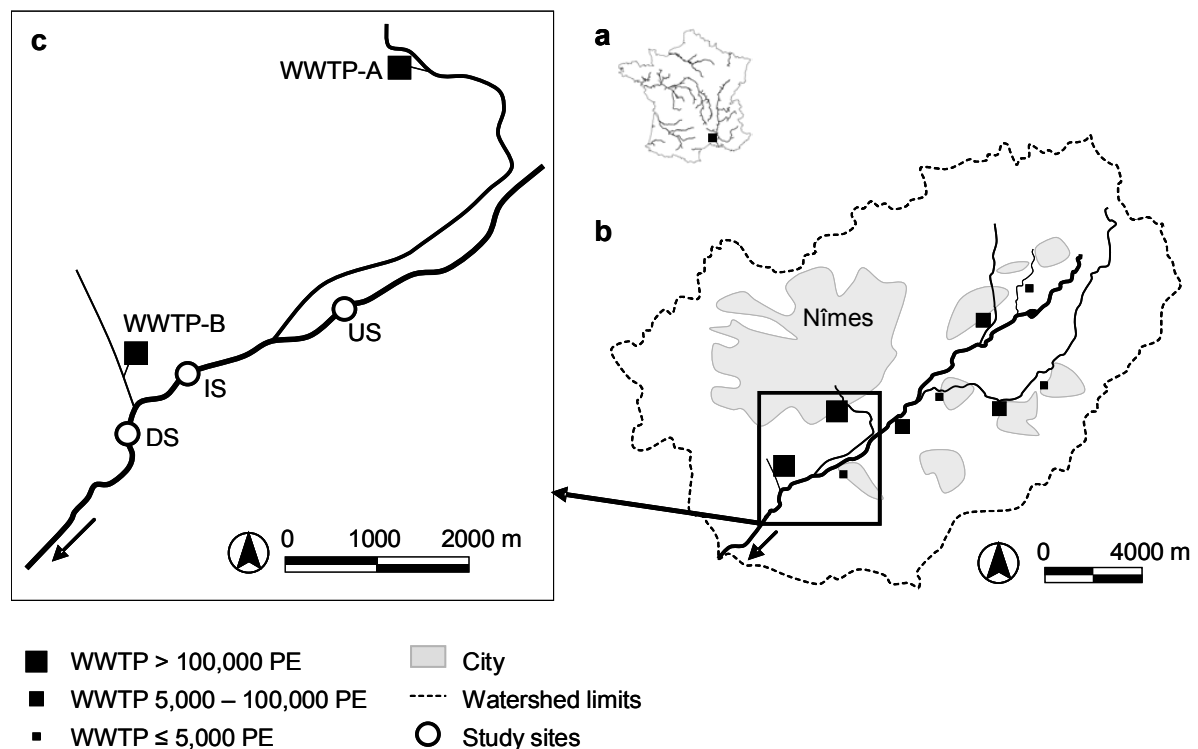 c
WWTP-A
US
WWTP-B
IS
DS
0 1000 2000 m
a
b
Nîmes
0 4000 m
WWTP > 100,000 PE
WWTP 5,000 – 100,000 PE
WWTP ≤ 5,000 PE
City
Watershed limits
Study sites